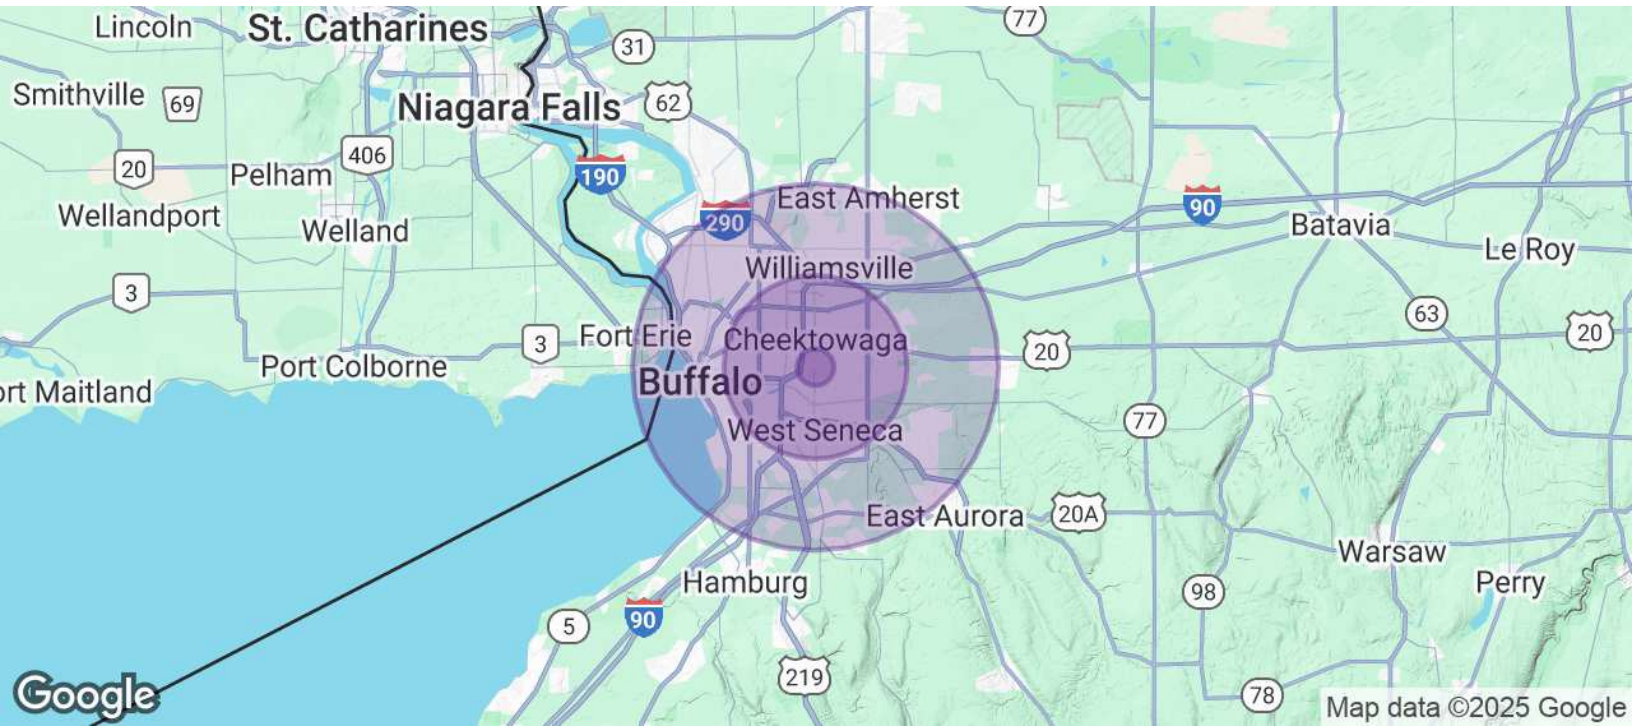 Lincoln
St. Catharines
77
31
Smithville
69
Niagara Falls
62
406
20
Pelham
190
90
East Amherst
Wellandport
Welland
290
Batavia
Le Roy
Williamsville
3
63
3
Fort Erie
Cheektowaga
20
20
Port Colborne
ort Maitland
Buffalo
77
West Seneca
East Aurora
20A
Warsaw
Hamburg
Perry
98
5
90
219
78
Google
Map data ©2025 Google